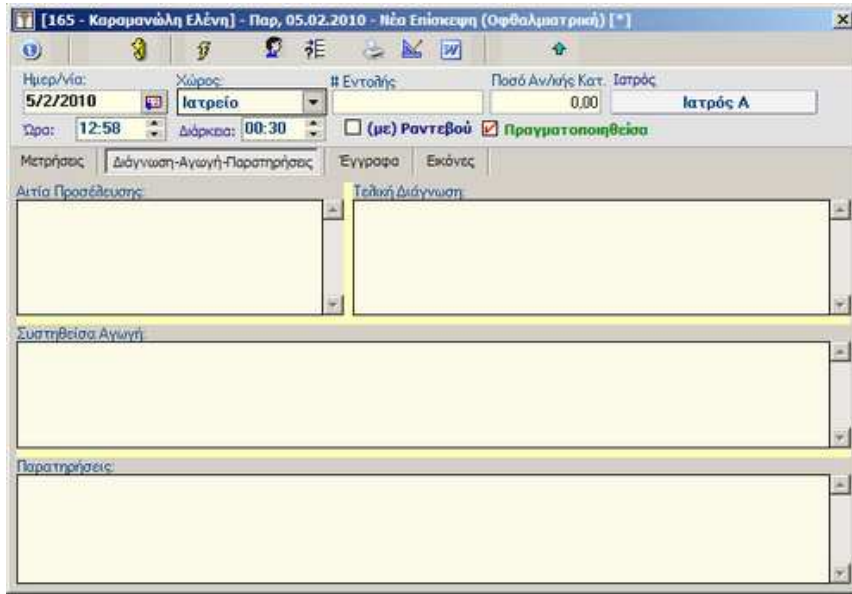 [165 - Καραμανώλη Ελένη] - Παρ, 05.02.2010 - Νέα Επίσκεψη (Οφθαλμιατρική) [*]
Ημερ/νία: Χώρος: # Εντολής Ποσό Αν/κής Κατ. Ιατρός
5/2/2010 Ιατρείο 0,00 Ιατρός Α
Ώρα: 12:58 Διάρκεια: 00:30 (με) Ραντεβού Πραγματοποιηθείσα
Μετρήσεις Διάγνωση-Αγωγή-Παρατηρήσεις Έγγραφα Εικόνες
Αιτία Προσέλευσης: Τελική Διάγνωση:
Συστηθείσα Αγωγή:
Παρατηρήσεις: